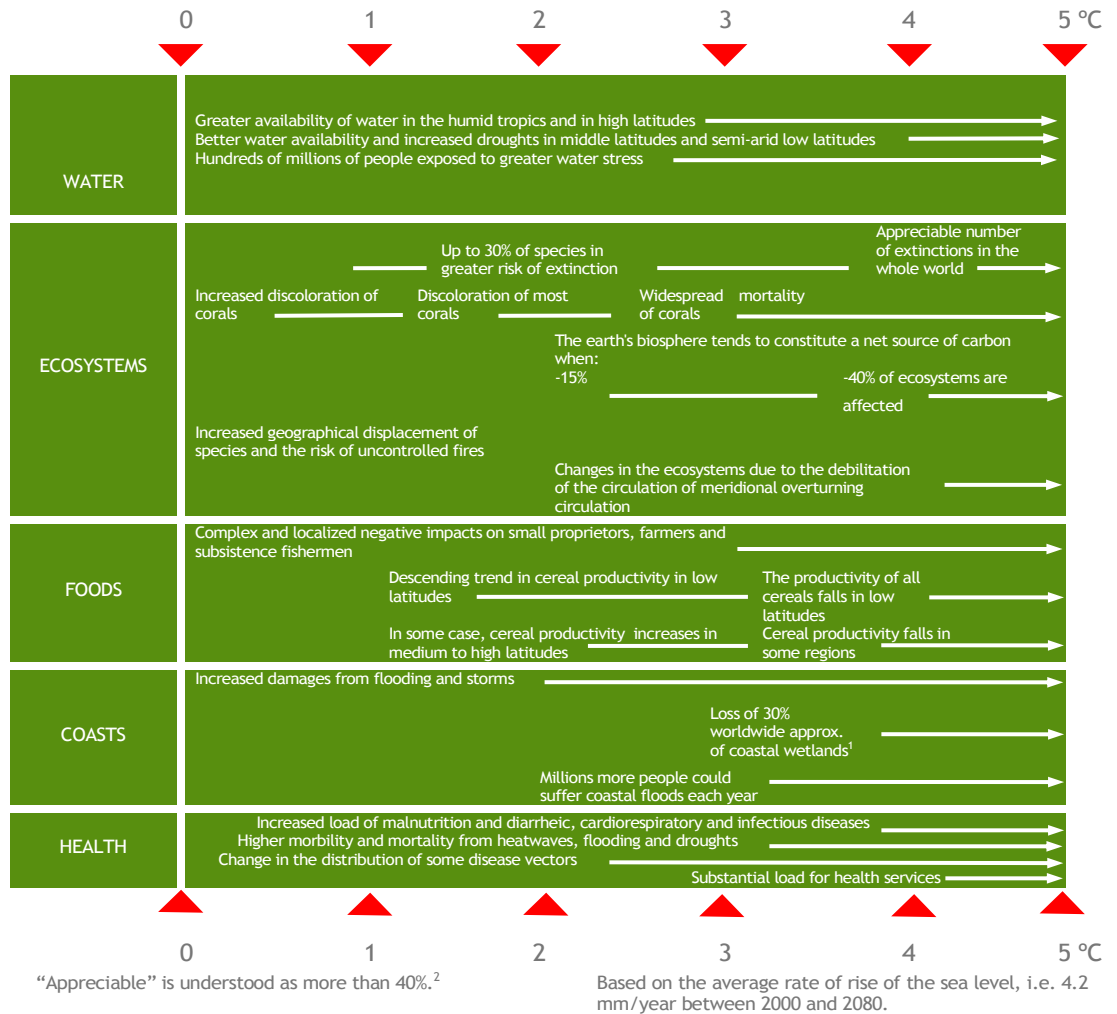 0 1 2 3 4 5 ºC
WATER
Greater availability of water in the humid tropics and in high latitudes
Better water availability and increased droughts in middle latitudes and semi-arid low latitudes
Hundreds of millions of people exposed to greater water stress
ECOSYSTEMS
Up to 30% of species in
greater risk of extinction
Appreciable number
of extinctions in the
whole world
Increased discoloration of
corals
Discoloration of most
corals
Widespread mortality
of corals
The earth's biosphere tends to constitute a net source of carbon
when:
-15%
-40% of ecosystems are
affected
Increased geographical displacement of
species and the risk of uncontrolled fires
Changes in the ecosystems due to the debilitation
of the circulation of meridional overturning
circulation
FOODS
Complex and localized negative impacts on small proprietors, farmers and
subsistence fishermen
Descending trend in cereal productivity in low
latitudes
The productivity of all
cereals falls in low
latitudes
In some case, cereal productivity increases in
medium to high latitudes
Cereal productivity falls in
some regions
COASTS
Increased damages from flooding and storms
Loss of 30%
worldwide approx.
of coastal wetlands¹
Millions more people could
suffer coastal floods each year
HEALTH
Increased load of malnutrition and diarrheic, cardiorespiratory and infectious diseases
Higher morbility and mortality from heatwaves, flooding and droughts
Change in the distribution of some disease vectors
Substantial load for health services
0 1 2 3 4 5 ºC
“Appreciable” is understood as more than 40%.²
Based on the average rate of rise of the sea level, i.e. 4.2
mm/year between 2000 and 2080.